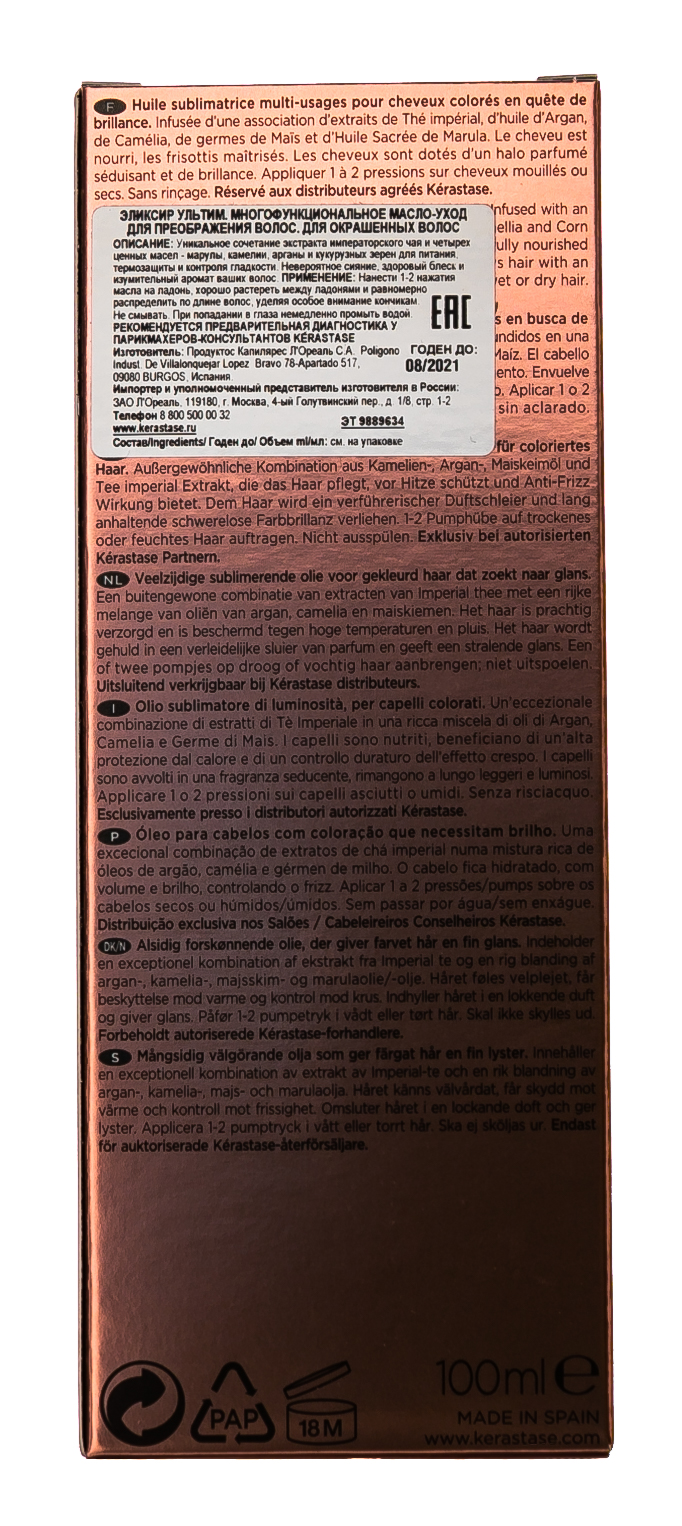 F Huile sublimatrice multi-usages pour cheveux colorés en quête de
brillance. Infusée d'une association d'extraits de Thé impérial, d'huile d'Argan,
de Camélia, de germes de Maïs et d'Huile Sacrée de Marula. Le cheveu est
nourri, les frisottis maîtrisés. Les cheveux sont dotés d'un halo parfumé
séduisant et de brillance. Appliquer 1 à 2 pressions sur cheveux mouillés ou
secs. Sans rinçage. Réservé aux distributeurs agréés Kérastase.
Infused with an
ellia and Corn
ully nourished
s hair with an
vet or dry hair.
s en busca de
undidos en una
Maíz. El cabello
ento. Envuelve
o. Aplicar 1 o 2
sin aclarado.
ЭЛИКСИР УЛЬТИМ. МНОГОФУНКЦИОНАЛЬНОЕ МАСЛО-УХОД
ДЛЯ ПРЕОБРАЖЕНИЯ ВОЛОС. ДЛЯ ОКРАШЕННЫХ ВОЛОС
ОПИСАНИЕ: Уникальное сочетание экстракта императорского чая и четырех
ценных масел - марулы, камелии, арганы и кукурузных зерен для питания,
термозащиты и контроля гладкости. Невероятное сияние, здоровый блеск и
изумительный аромат ваших волос. ПРИМЕНЕНИЕ: Нанести 1-2 нажатия
масла на ладонь, хорошо растереть между ладонями и равномерно
распределить по длине волос, уделяя особое внимание кончикам.
Не смывать. При попадании в глаза немедленно промыть водой.
РЕКОМЕНДУЕТСЯ ПРЕДВАРИТЕЛЬНАЯ ДИАГНОСТИКА У
ПАРИКМАХЕРОВ-КОНСУЛЬТАНТОВ KÉRASTASE
EAC
Изготовитель: Продуктос Капилярес Л'Ореаль С.А. Poligono
Indust. De Villalonquejar Lopez Bravo 78-Apartado 517,
09080 BURGOS, Испания.
ГОДЕН ДО:
08/2021
Импортер и уполномоченный представитель изготовителя в России:
ЗАО Л'Ореаль, 119180, г. Москва, 4-ый Голутвинский пер., д. 1/8, стр. 1-2
Телефон 8 800 500 00 32
www.kerastase.ru
ЭТ 9889634
Состав/Ingredients/ Годен до/ Объем ml/мл: см. на упаковке
für coloriertes
Haar. Außergewöhnliche Kombination aus Kamelien-, Argan-, Maiskeimöl und
Tee imperial Extrakt, die das Haar pflegt, vor Hitze schützt und Anti-Frizz
Wirkung bietet. Dem Haar wird ein verführerischer Duftschleier und lang
anhaltende schwerelose Farbbrillanz verliehen. 1-2 Pumphübe auf trockenes
oder feuchtes Haar auftragen. Nicht ausspülen. Exklusiv bei autorisierten
Kérastase Partnern.
NL Veelzijdige sublimerende olie voor gekleurd haar dat zoekt naar glans.
Een buitengewone combinatie van extracten van Imperial thee met een rijke
melange van oliën van argan, camelia en maiskiemen. Het haar is prachtig
verzorgd en is beschermd tegen hoge temperaturen en pluis. Het haar wordt
gehuld in een verleidelijke sluier van parfum en geeft een stralende glans. Een
of twee pompjes op droog of vochtig haar aanbrengen; niet uitspoelen.
Uitsluitend verkrijgbaar bij Kérastase distributeurs.
I Olio sublimatore di luminosità, per capelli colorati. Un'eccezionale
combinazione di estratti di Tè Imperiale in una ricca miscela di oli di Argan,
Camelia e Germe di Mais. I capelli sono nutriti, beneficiano di un'alta
protezione dal calore e di un controllo duraturo dell'effetto crespo. I capelli
sono avvolti in una fragranza seducente, rimangono a lungo leggeri e luminosi.
Applicare 1 o 2 pressioni sui capelli asciutti o umidi. Senza risciacquo.
Esclusivamente presso i distributori autorizzati Kérastase.
P Óleo para cabelos com coloração que necessitam brilho. Uma
excecional combinação de extratos de chá imperial numa mistura rica de
óleos de argão, camélia e gérmen de milho. O cabelo fica hidratado, com
volume e brilho, controlando o frizz. Aplicar 1 a 2 pressões/pumps sobre os
cabelos secos ou húmidos/úmidos. Sem passar por água/sem enxágue.
Distribuição exclusiva nos Salões / Cabeleireiros Conselheiros Kérastase.
DK/N Alsidig forskønnende olie, der giver farvet hår en fin glans. Indeholder
en exceptionel kombination af ekstrakt fra Imperial te og en rig blanding af
argan-, kamelia-, majsskim- og marulaolie/-olje. Håret føles velplejet, får
beskyttelse mod varme og kontrol mod krus. Indhyller håret i en lokkende duft
og giver glans. Påfør 1-2 pumpetryk i vådt eller tørt hår. Skal ikke skylles ud.
Forbeholdt autoriserede Kérastase-forhandlere.
S Mångsidig välgörande olja som ger färgat hår en fin lyster. Innehåller
en exceptionell kombination av extrakt av Imperial-te och en rik blandning av
argan-, kamelia-, majs- och marulaolja. Håret känns välvårdat, får skydd mot
värme och kontroll mot frissighet. Omsluter håret i en lockande doft och ger
lyster. Applicera 1-2 pumptryck i vått eller torrt hår. Ska ej sköljas ur. Endast
för auktoriserade Kérastase-återförsäljare.
PAP
18M
100ml e
MADE IN SPAIN
www.kerastase.com